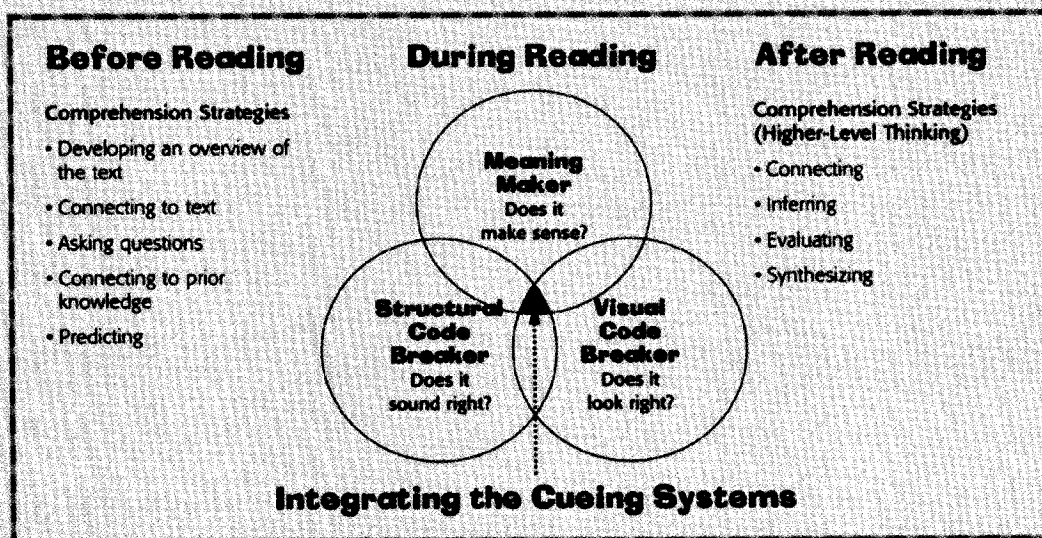 Before Reading
Comprehension Strategies
• Developing an overview of
the text
• Connecting to text
• Asking questions
• Connecting to prior
knowledge
• Predicting
During Reading
Meaning
Maker
Does it
make sense?
Structural
Code
Breaker
Does it
sound right?
Visual
Code
Breaker
Does it
look right?
After Reading
Comprehension Strategies
(Higher-Level Thinking)
• Connecting
• Inferring
• Evaluating
• Synthesizing
Integrating the Cueing Systems